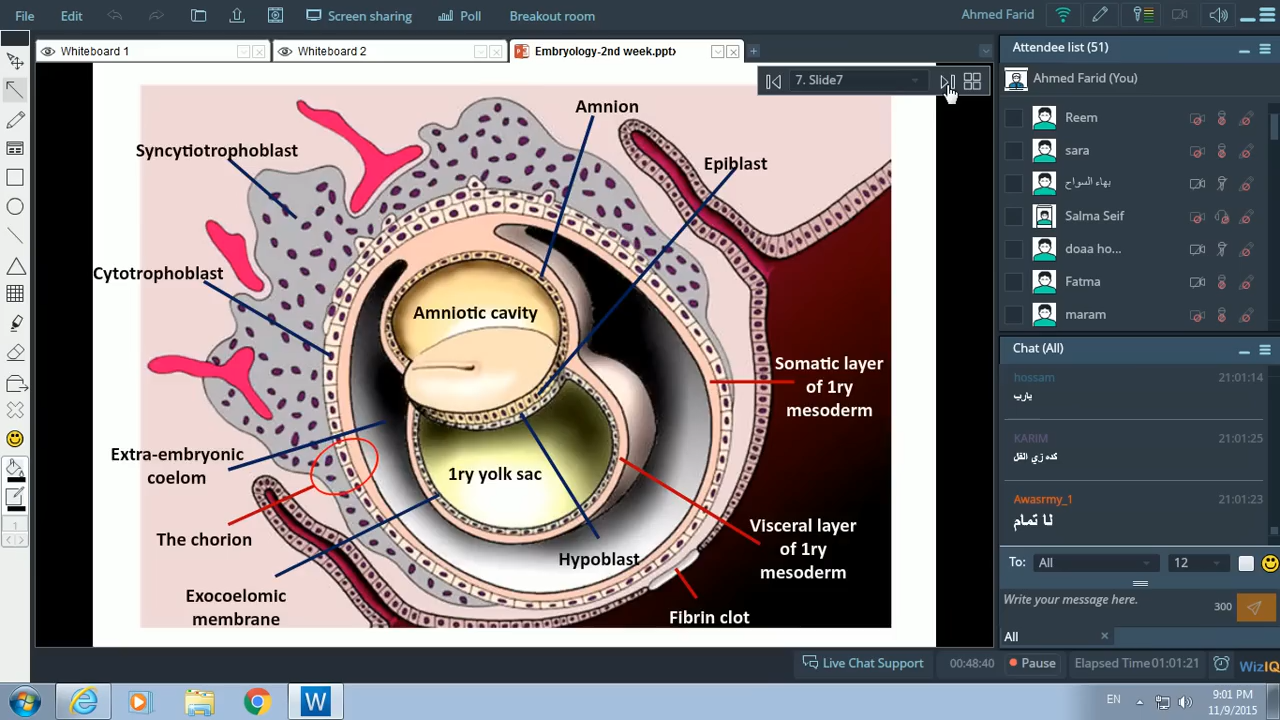 File Edit Screen sharing Poll Breakout room Ahmed Farid
Whiteboard 1 Whiteboard 2 Embryology-2nd week.ppt
7. Slide7
Amnion
Syncytiotrophoblast
Epiblast
Cytotrophoblast
Amniotic cavity
Somatic layer
of 1ry
mesoderm
Extra-embryonic
coelom
1ry yolk sac
The chorion
Visceral layer
of 1ry
mesoderm
Hypoblast
Exocoelomic
membrane
Fibrin clot
Attendee list (51)
Ahmed Farid (You)
Reem
sara
بهاء السراح
Salma Seif
doaa ho...
Fatma
maram
Chat (All)
hossam 21:01:14
يارب
KARIM 21:01:25
كده زي الفل
Awasrmy_1 21:01:23
لا تمام
To: All 12
Write your message here. 300
All
Live Chat Support 00:48:40 Pause Elapsed Time 01:01:21 WizIQ
1
W EN 9:01 PM
11/9/2015